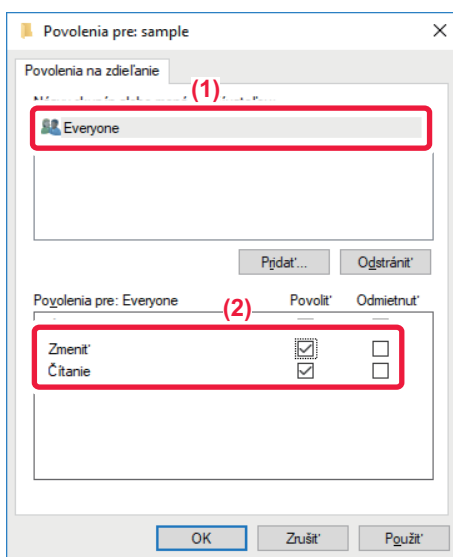 Povolenia pre: sample
Povolenia na zdieľanie
(1)
Everyone
Pridať... Odstrániť
Povolenia pre: Everyone (2) Povoliť Odmietnuť
Zmeniť
Čítanie
OK Zrušiť Použiť